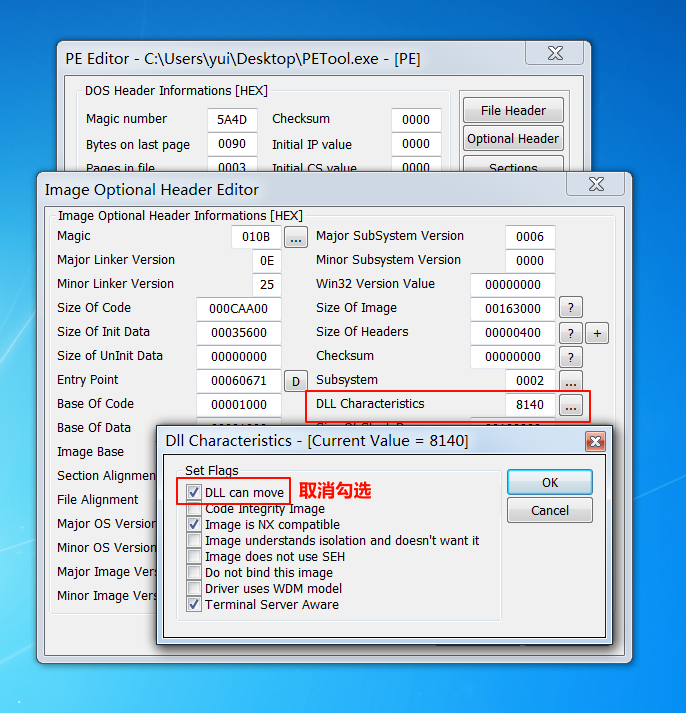 PE Editor - C:\Users\yui\Desktop\PETool.exe - [PE]
DOS Header Informations [HEX]
Magic number 5A4D Checksum 0000 File Header
Bytes on last page 0090 Initial IP value 0000 Optional Header
Pages in file 0003 Initial CS value 0000 Sections
Image Optional Header Editor
Image Optional Header Informations [HEX]
Magic 010B ... Major SubSystem Version 0006
Major Linker Version 0E Minor Subsystem Version 0000
Minor Linker Version 25 Win32 Version Value 00000000
Size Of Code 000CAA00 Size Of Image 00163000 ?
Size Of Init Data 00035600 Size Of Headers 00000400 ? +
Size of UnInit Data 00000000 Checksum 00000000 ?
Entry Point 00060671 D Subsystem 0002 ...
Base Of Code 00001000 DLL Characteristics 8140 ...
Base Of Data
Image Base
Section Alignmen
File Alignment
Major OS Version
Minor OS Version
Major Image Vers
Minor Image Vers
Dll Characteristics - [Current Value = 8140]
Set Flags
DLL can move 取消勾选
Code Integrity Image
Image is NX compatible
Image understands isolation and doesn't want it
Image does not use SEH
Do not bind this image
Driver uses WDM model
Terminal Server Aware
OK
Cancel